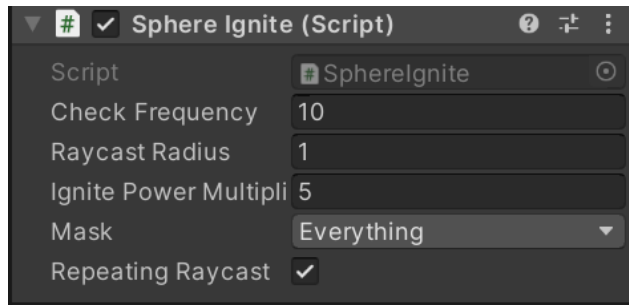 # Sphere Ignite (Script)
Script # SphereIgnite
Check Frequency 10
Raycast Radius 1
Ignite Power Multipli 5
Mask Everything
Repeating Raycast